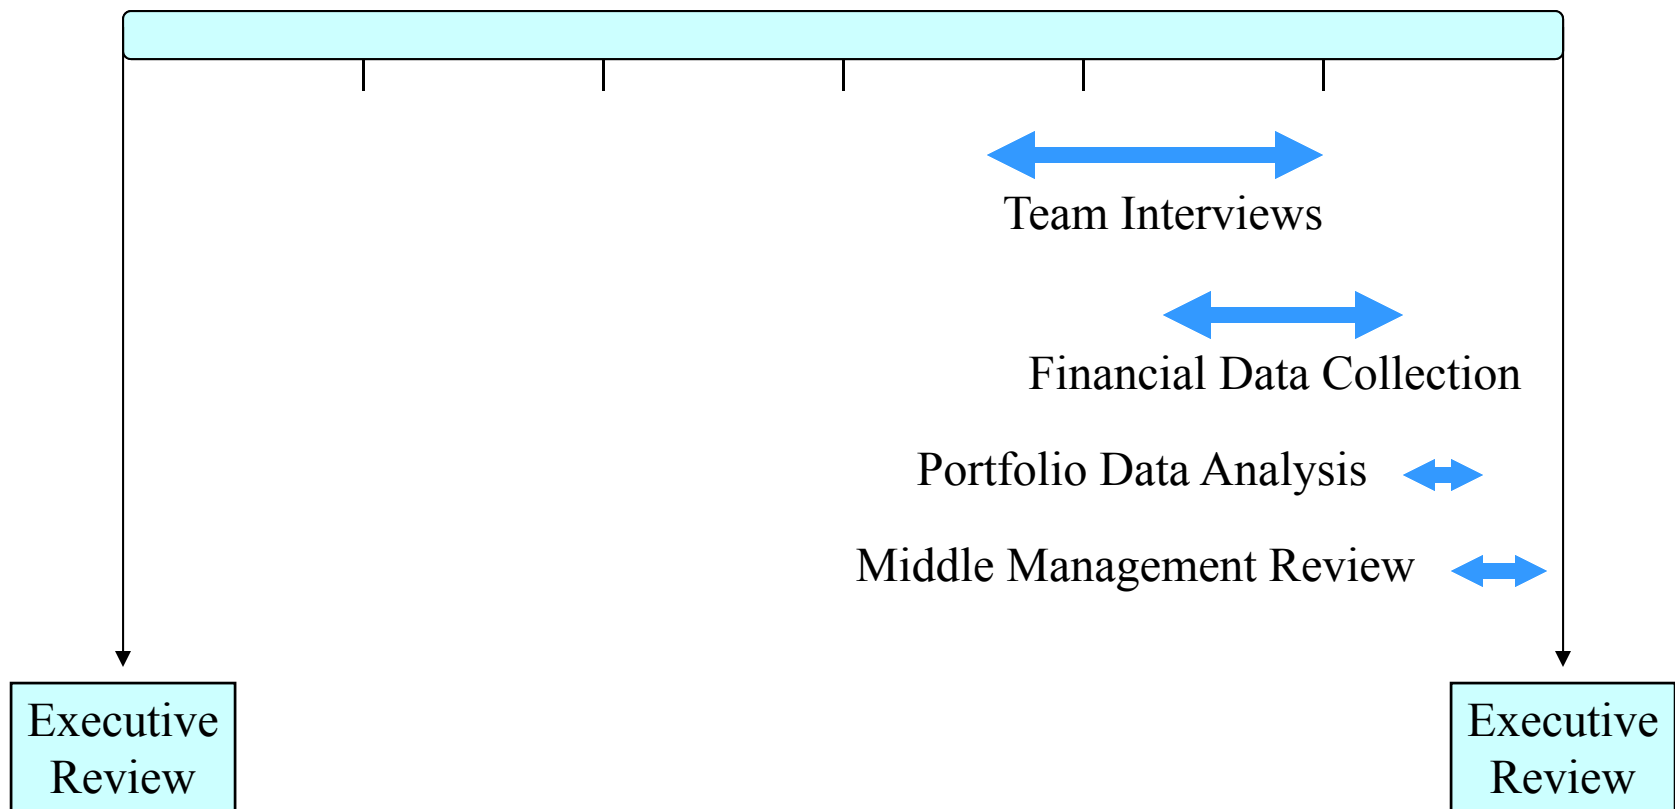 Team Interviews
Financial Data Collection
Portfolio Data Analysis
Middle Management Review
Executive
Review
Executive
Review